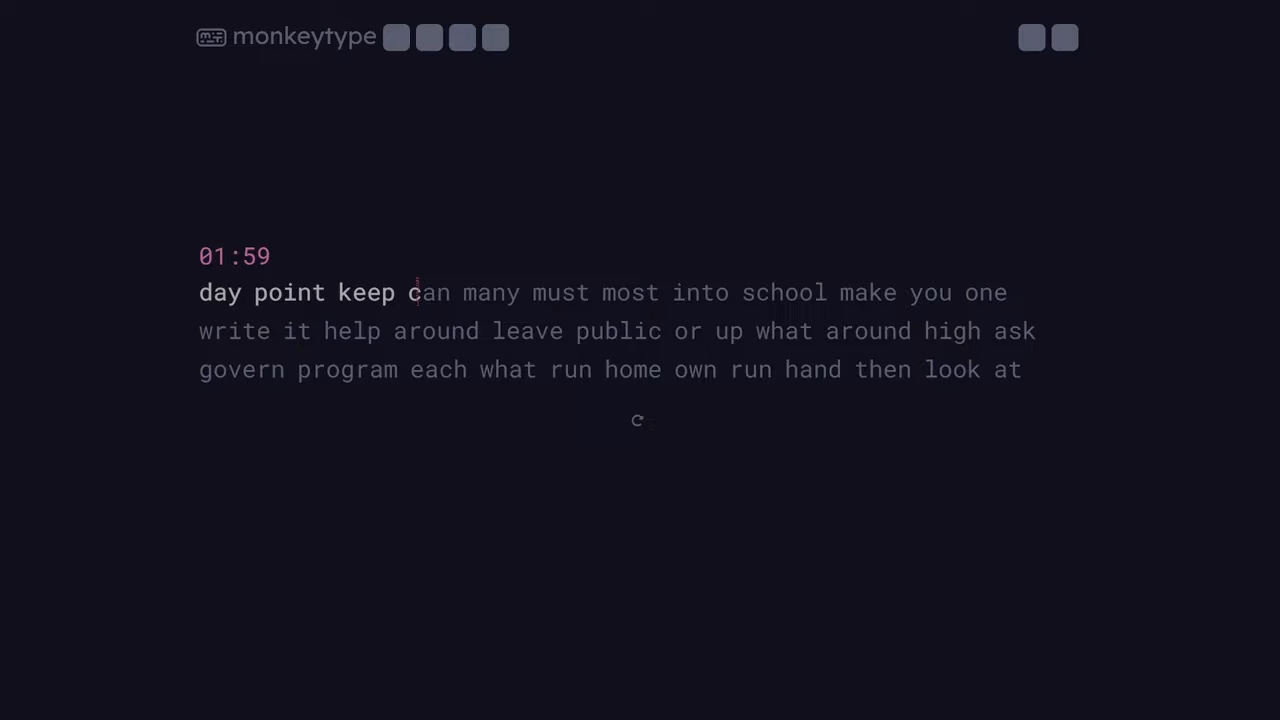 monkeytype
01:59
day point keep can many must most into school make you one
write it help around leave public or up what around high ask
govern program each what run home own run hand then look at